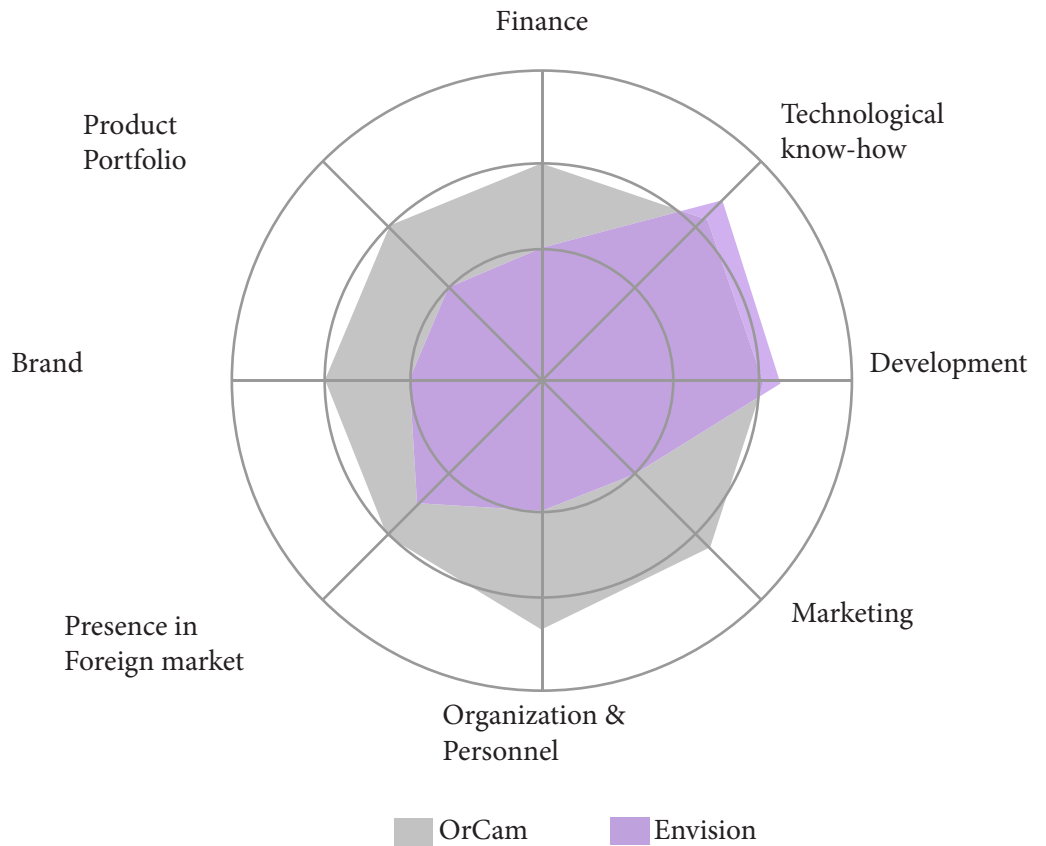 Finance
Technological
know-how
Product
Portfolio
Brand
Development
Presence in
Foreign market
Marketing
Organization &
Personnel
OrCam
Envision